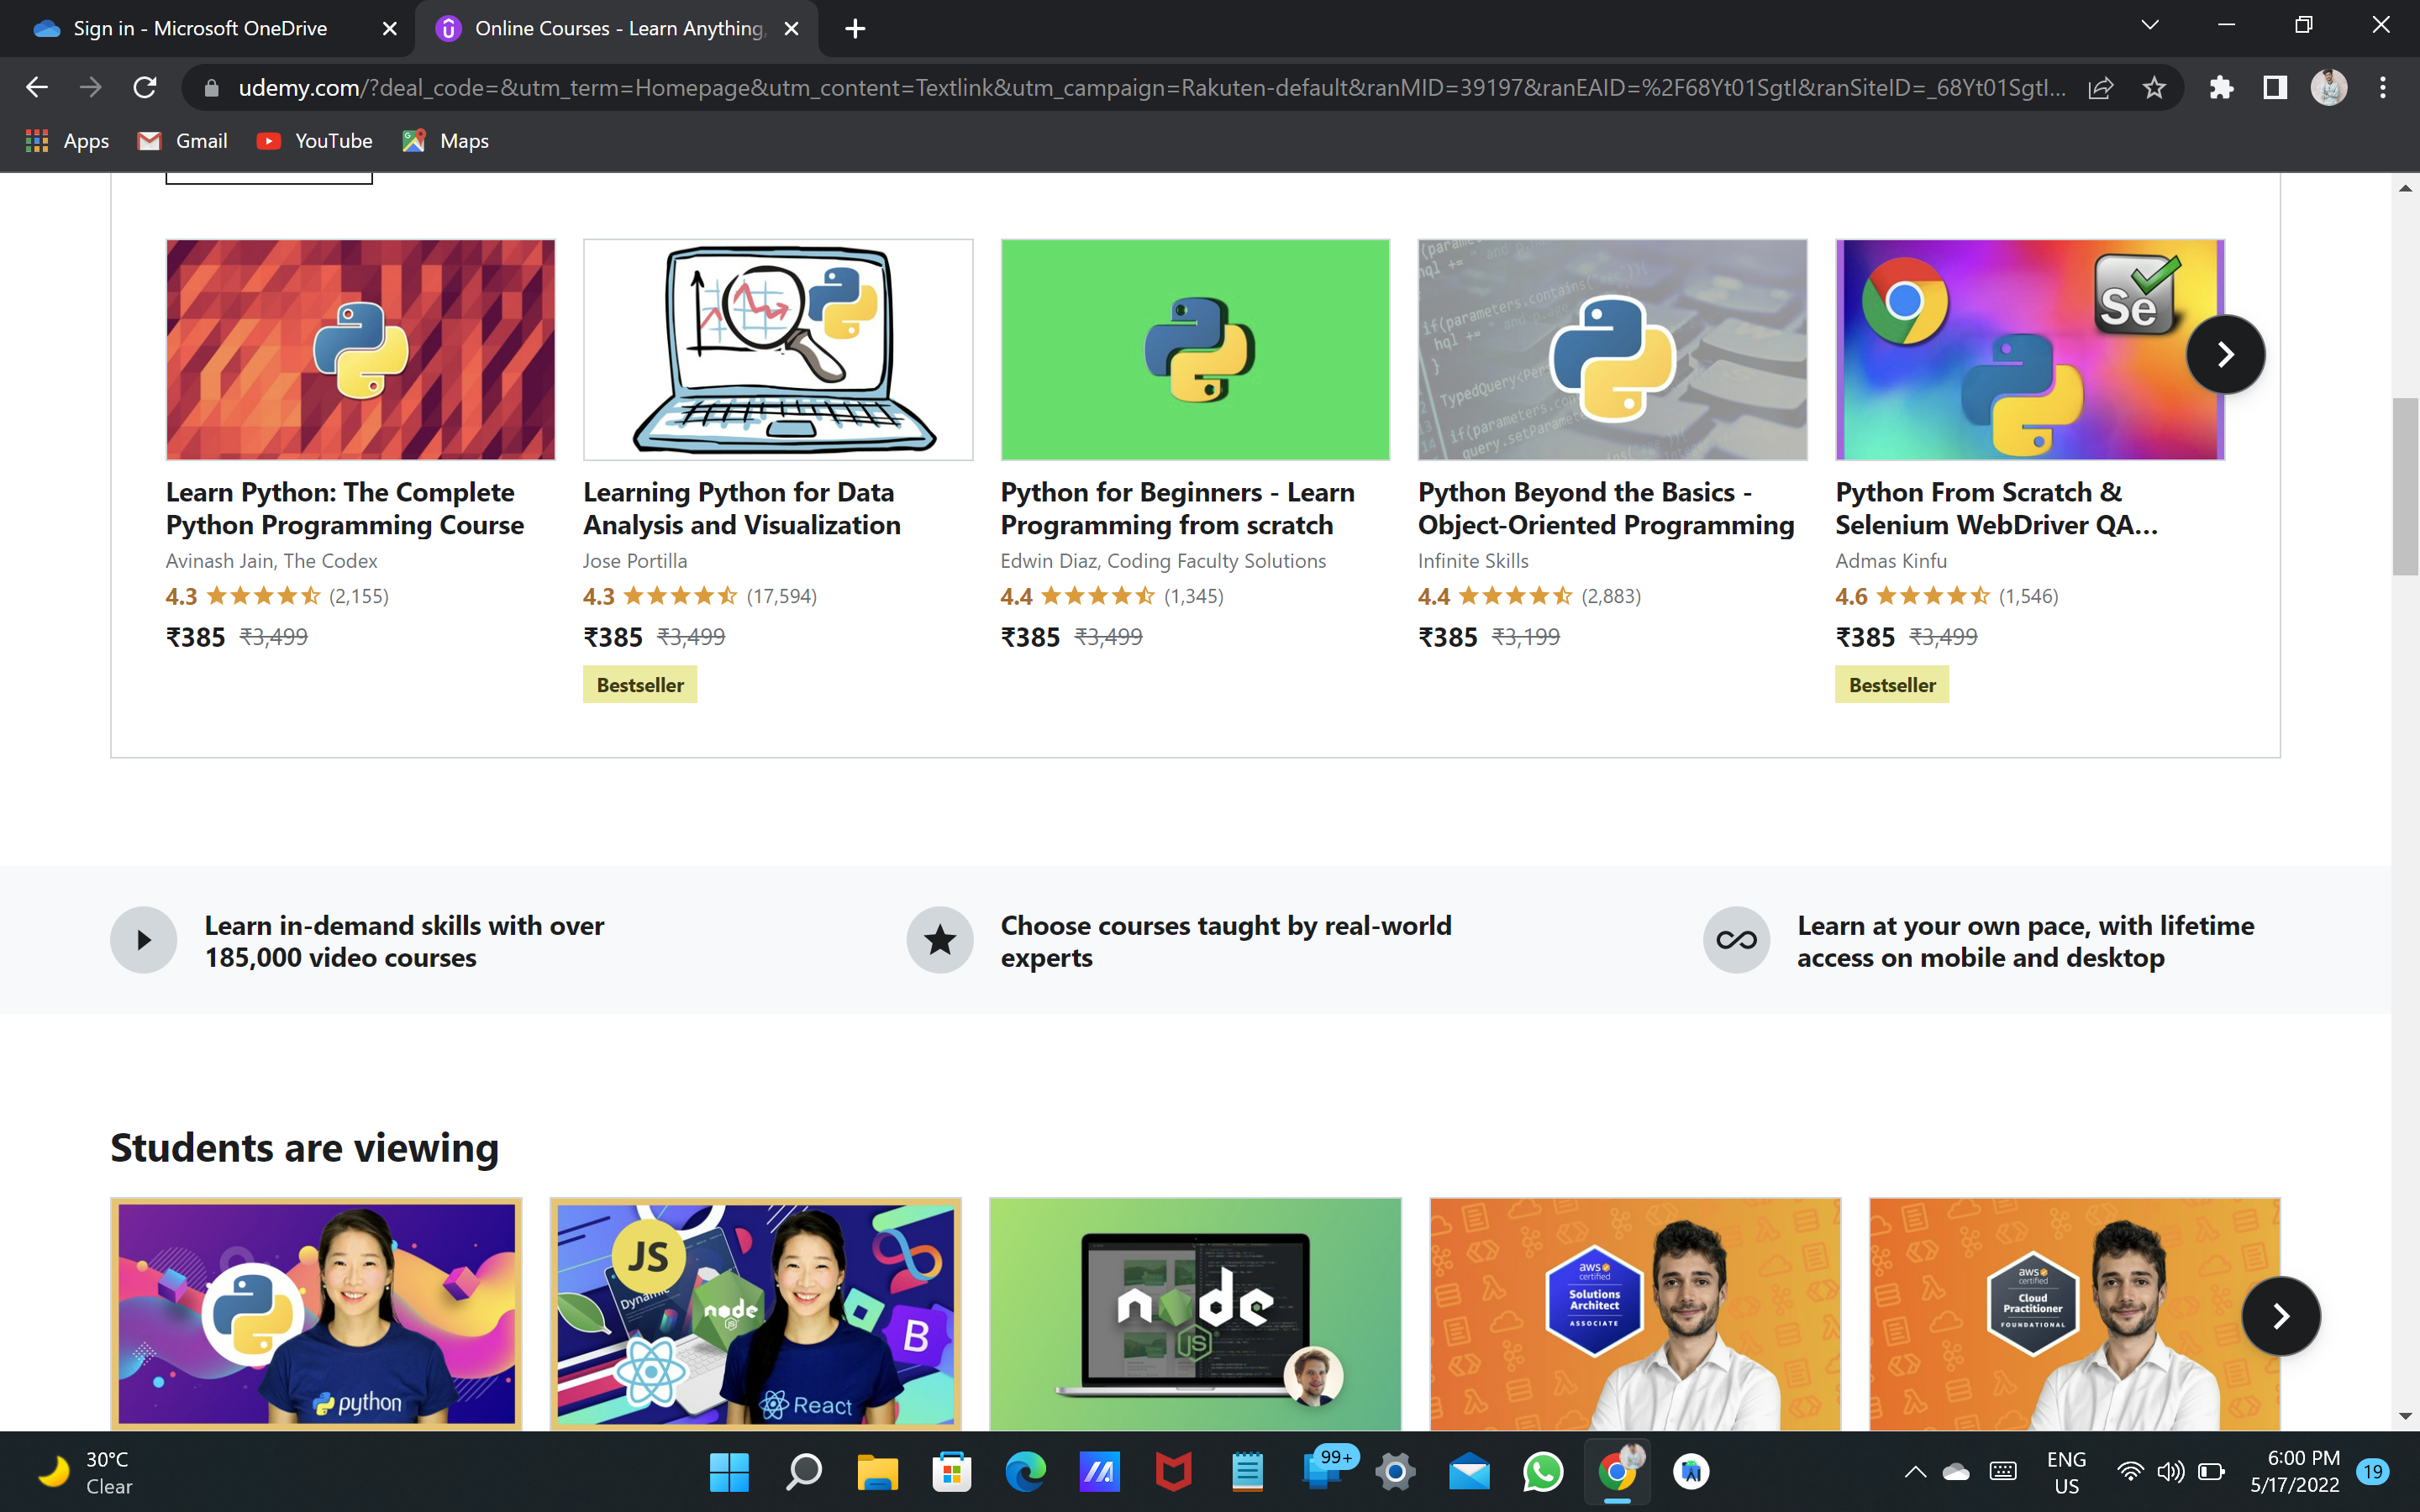 Sign in - Microsoft OneDrive
Online Courses - Learn Anything,
udemy.com/?deal_code=&utm_term=Homepage&utm_content=Textlink&utm_campaign=Rakuten-default&ranMID=39197&ranEAID=%2F68Yt01SgtI&ranSiteID=_68Yt01SgtI...
Apps
Gmail
YouTube
Maps
Se
Learn Python: The Complete
Python Programming Course
Avinash Jain, The Codex
4.3 (2,155)
₹385 ₹3,499
Learning Python for Data
Analysis and Visualization
Jose Portilla
4.3 (17,594)
₹385 ₹3,499
Bestseller
Python for Beginners - Learn
Programming from scratch
Edwin Diaz, Coding Faculty Solutions
4.4 (1,345)
₹385 ₹3,499
Python Beyond the Basics -
Object-Oriented Programming
Infinite Skills
4.4 (2,883)
₹385 ₹3,199
Python From Scratch &
Selenium WebDriver QA...
Admas Kinfu
4.6 (1,546)
₹385 ₹3,499
Bestseller
Learn in-demand skills with over
185,000 video courses
Choose courses taught by real-world
experts
Learn at your own pace, with lifetime
access on mobile and desktop
Students are viewing
python
JS
node
JS
B
React
node
JS
aws
certified
Solutions
Architect
ASSOCIATE
aws
certified
Cloud
Practitioner
FOUNDATIONAL
30°C
Clear
99+
ENG
US
6:00 PM
5/17/2022
19